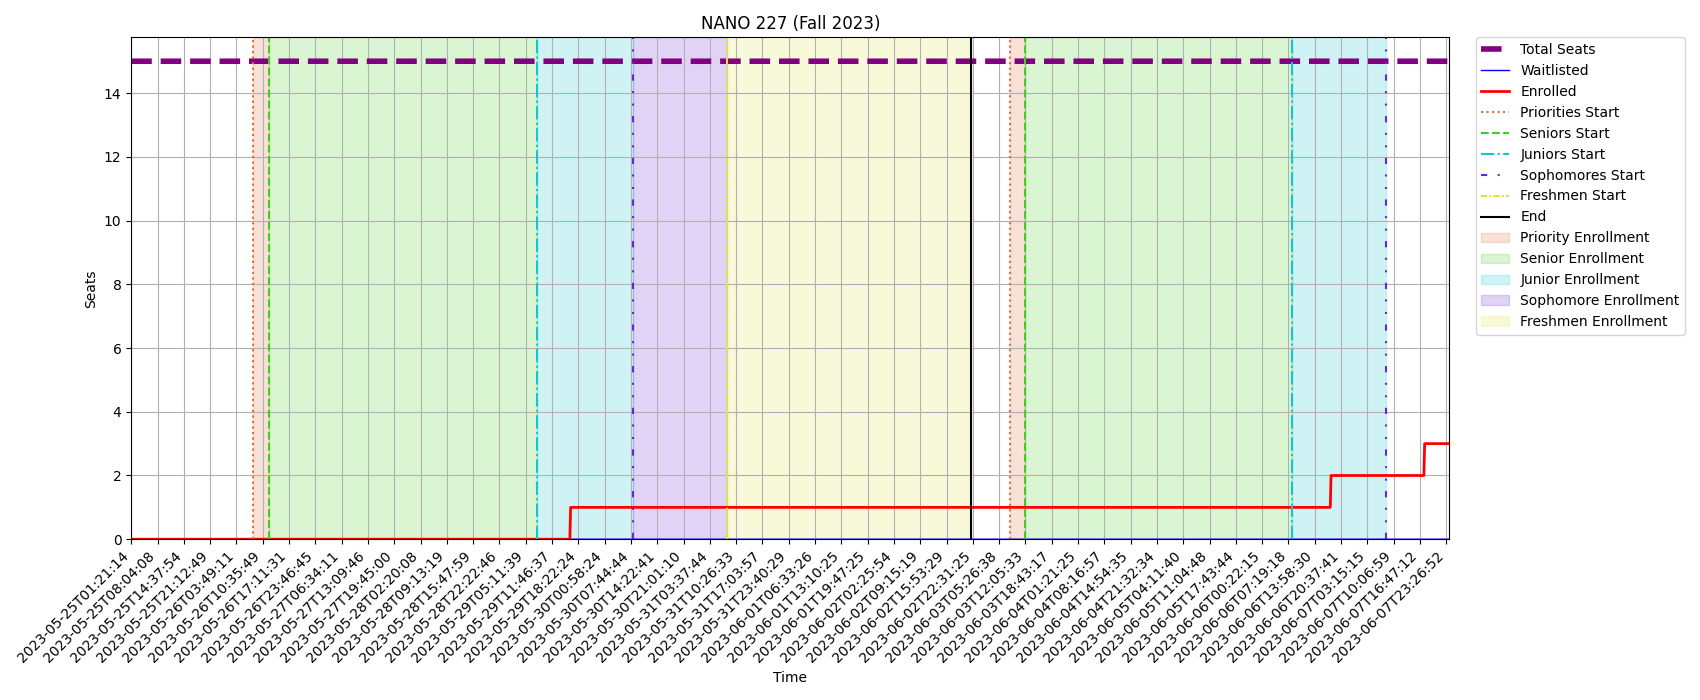 NANO 227 (Fall 2023)
Seats
14
12
10
8
6
4
2
0
2023-05-25T01:21:14
2023-05-25T08:04:08
2023-05-25T14:37:54
2023-05-25T21:12:49
2023-05-26T03:49:11
2023-05-26T10:35:49
2023-05-26T17:11:31
2023-05-26T23:46:45
2023-05-27T06:34:11
2023-05-27T13:09:46
2023-05-27T19:45:00
2023-05-28T02:20:08
2023-05-28T09:13:19
2023-05-28T15:47:59
2023-05-28T22:22:46
2023-05-29T05:11:39
2023-05-29T11:46:37
2023-05-29T18:22:24
2023-05-30T00:58:24
2023-05-30T07:44:44
2023-05-30T14:22:41
2023-05-30T21:01:10
2023-05-31T03:37:44
2023-05-31T10:26:33
2023-05-31T17:03:57
2023-05-31T23:40:29
2023-06-01T06:33:26
2023-06-01T13:10:25
2023-06-01T19:47:25
2023-06-02T02:25:54
2023-06-02T09:15:19
2023-06-02T15:53:29
2023-06-02T22:31:25
2023-06-03T05:26:38
2023-06-03T12:05:33
2023-06-03T18:43:17
2023-06-04T01:21:25
2023-06-04T08:16:57
2023-06-04T14:54:35
2023-06-04T21:32:34
2023-06-05T04:11:40
2023-06-05T11:04:48
2023-06-05T17:43:44
2023-06-06T00:22:15
2023-06-06T07:19:18
2023-06-06T13:58:30
2023-06-06T20:37:41
2023-06-07T03:15:15
2023-06-07T10:06:59
2023-06-07T16:47:12
2023-06-07T23:26:52
Time
Total Seats
Waitlisted
Enrolled
Priorities Start
Seniors Start
Juniors Start
Sophomores Start
Freshmen Start
End
Priority Enrollment
Senior Enrollment
Junior Enrollment
Sophomore Enrollment
Freshmen Enrollment